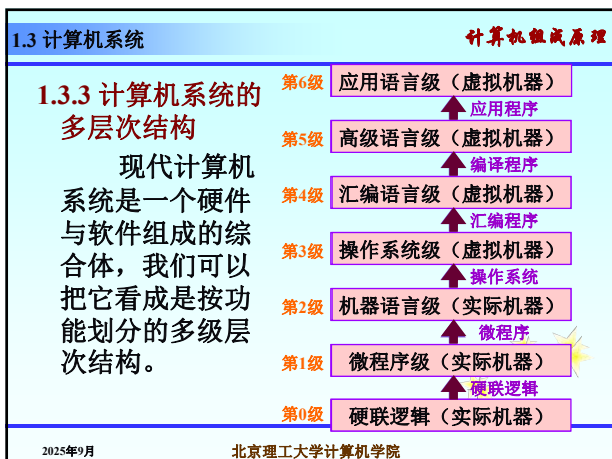 1.3 计算机系统
计算机组成原理
1.3.3 计算机系统的
多层次结构
现代计算机
系统是一个硬件
与软件组成的综
合体，我们可以
把它看成是按功
能划分的多级层
次结构。
第6级 应用语言级（虚拟机器）
应用程序
第5级 高级语言级（虚拟机器）
编译程序
第4级 汇编语言级（虚拟机器）
汇编程序
第3级 操作系统级（虚拟机器）
操作系统
第2级 机器语言级（实际机器）
微程序
第1级 微程序级（实际机器）
硬联逻辑
第0级 硬联逻辑（实际机器）
2025年9月
北京理工大学计算机学院